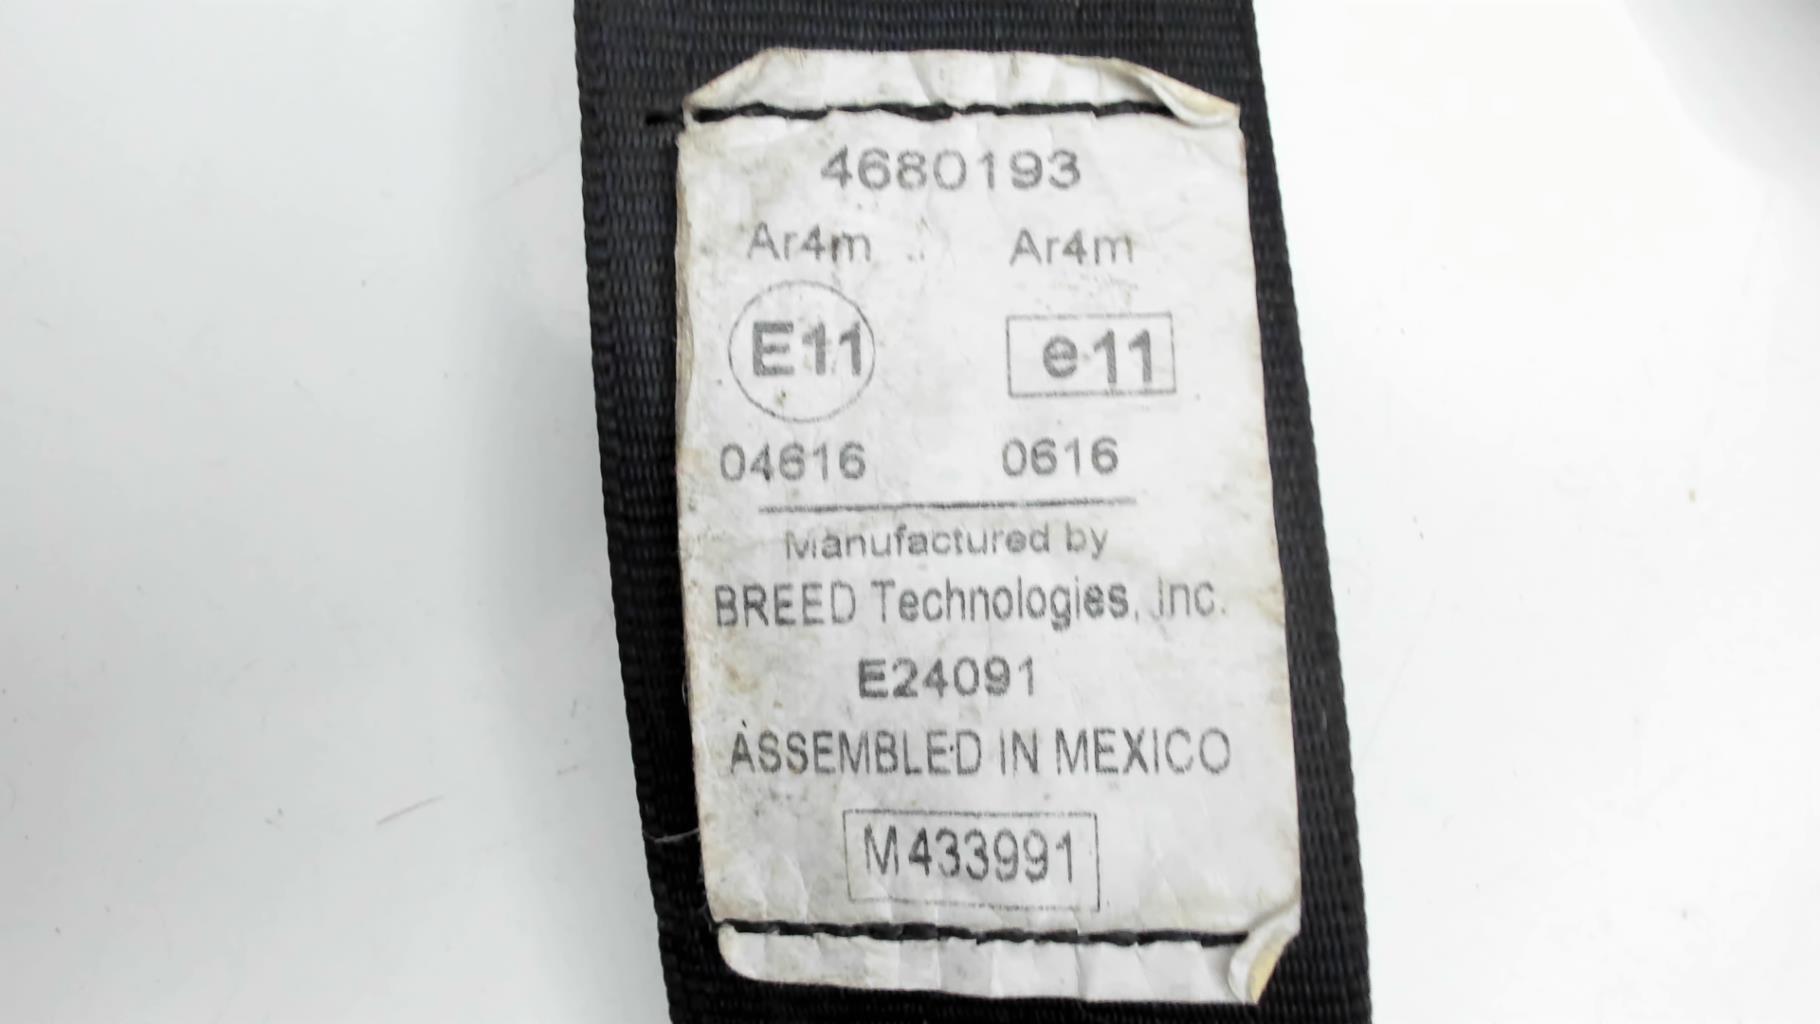 4680193
Ar4m Ar4m
E11 e11
04616 0616
Manufactured by
BREED Technologies, Inc.
E24091
ASSEMBLED IN MEXICO
M433991